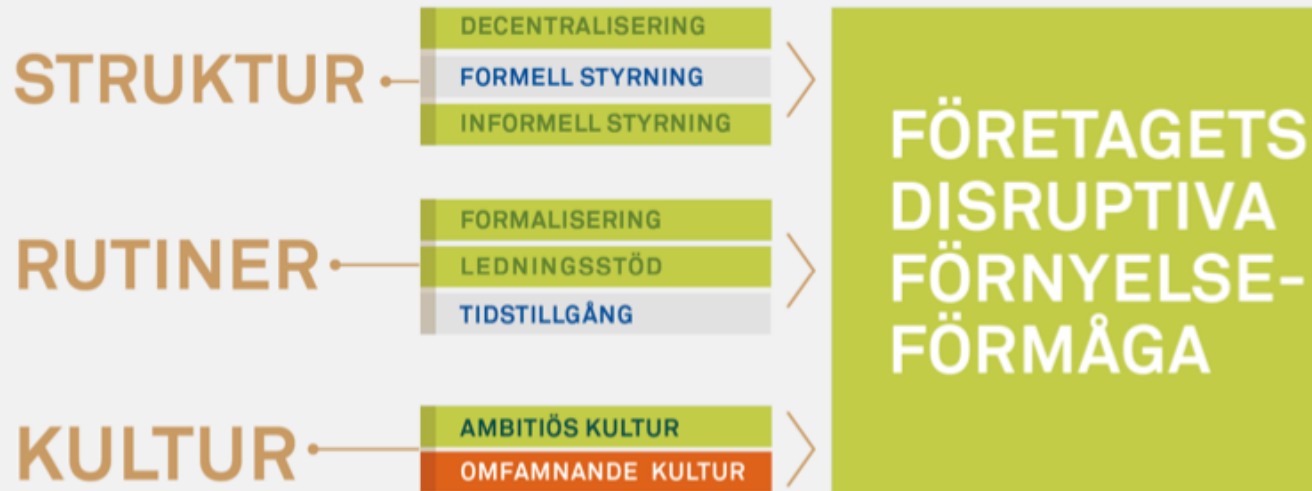 STRUKTUR
DECENTRALISERING
FORMELL STYRNING
INFORMELL STYRNING
RUTINER
FORMALISERING
LEDNINGSSTÖD
TIDSTILLGÅNG
KULTUR
AMBITIÖS KULTUR
OMFAMNANDE KULTUR
FÖRETAGETS
DISRUPTIVA
FÖRNYELSE-
FÖRMÅGA